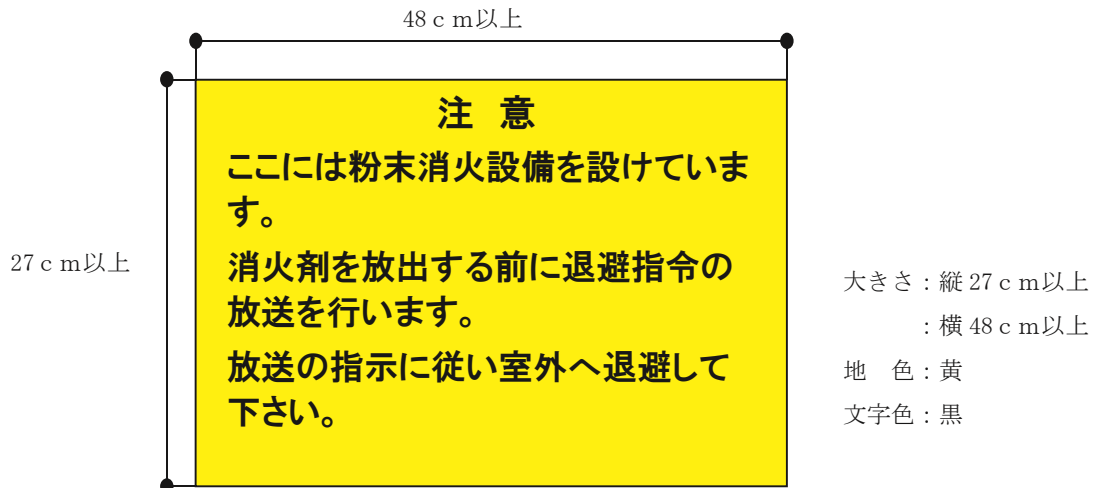 48ｃｍ以上
注 意
ここには粉末消火設備を設けていま
す。
消火剤を放出する前に退避指令の
放送を行います。
放送の指示に従い室外へ退避して
下さい。
27ｃｍ以上
大きさ：縦 27ｃｍ以上
：横 48ｃｍ以上
地　色：黄
文字色：黒